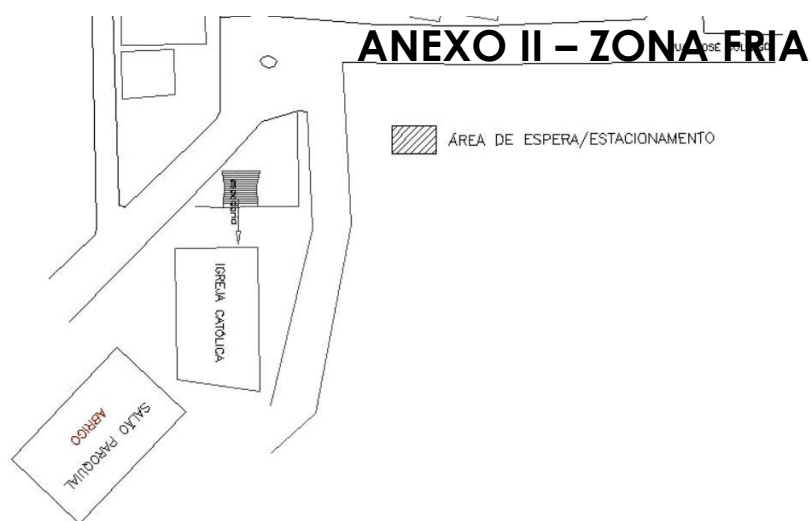 ANEXO II – ZONA FRIA
ÁREA DE ESPERA/ESTACIONAMENTO
IGREJA CATÓLICA
SALÃO PAROQUIAL
ABRIGO